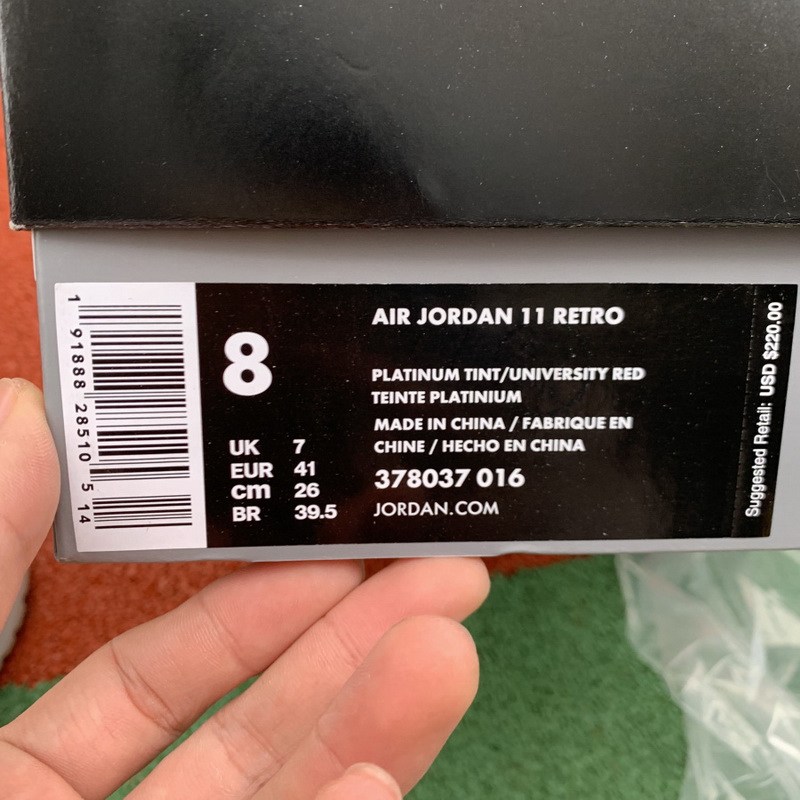 1 91888 28510 5 14
8
UK 7
EUR 41
cm 26
BR 39.5
AIR JORDAN 11 RETRO
PLATINUM TINT/UNIVERSITY RED
TEINTE PLATINIUM
MADE IN CHINA / FABRIQUE EN
CHINE / HECHO EN CHINA
378037 016
JORDAN.COM
Suggested Retail: USD $220.00